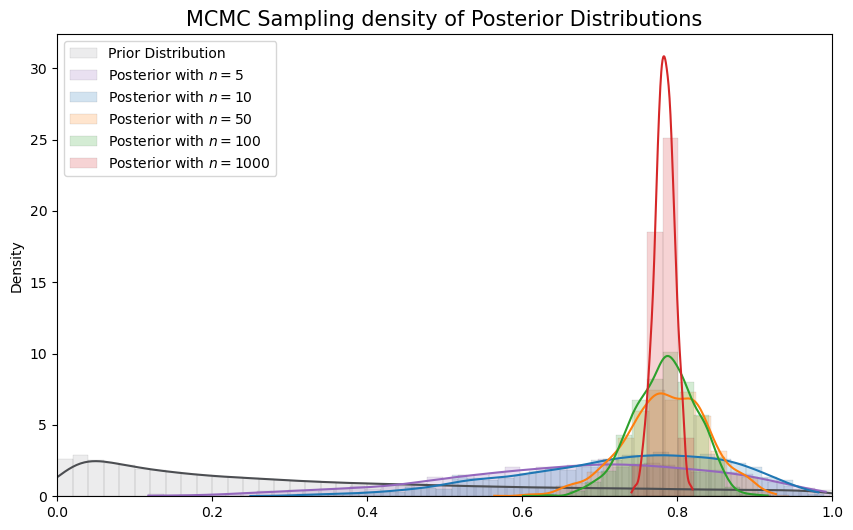 MCMC Sampling density of Posterior Distributions
Prior Distribution
Posterior with n = 5
Posterior with n = 10
Posterior with n = 50
Posterior with n = 100
Posterior with n = 1000
Density
30
25
20
15
10
5
0
0.0 0.2 0.4 0.6 0.8 1.0